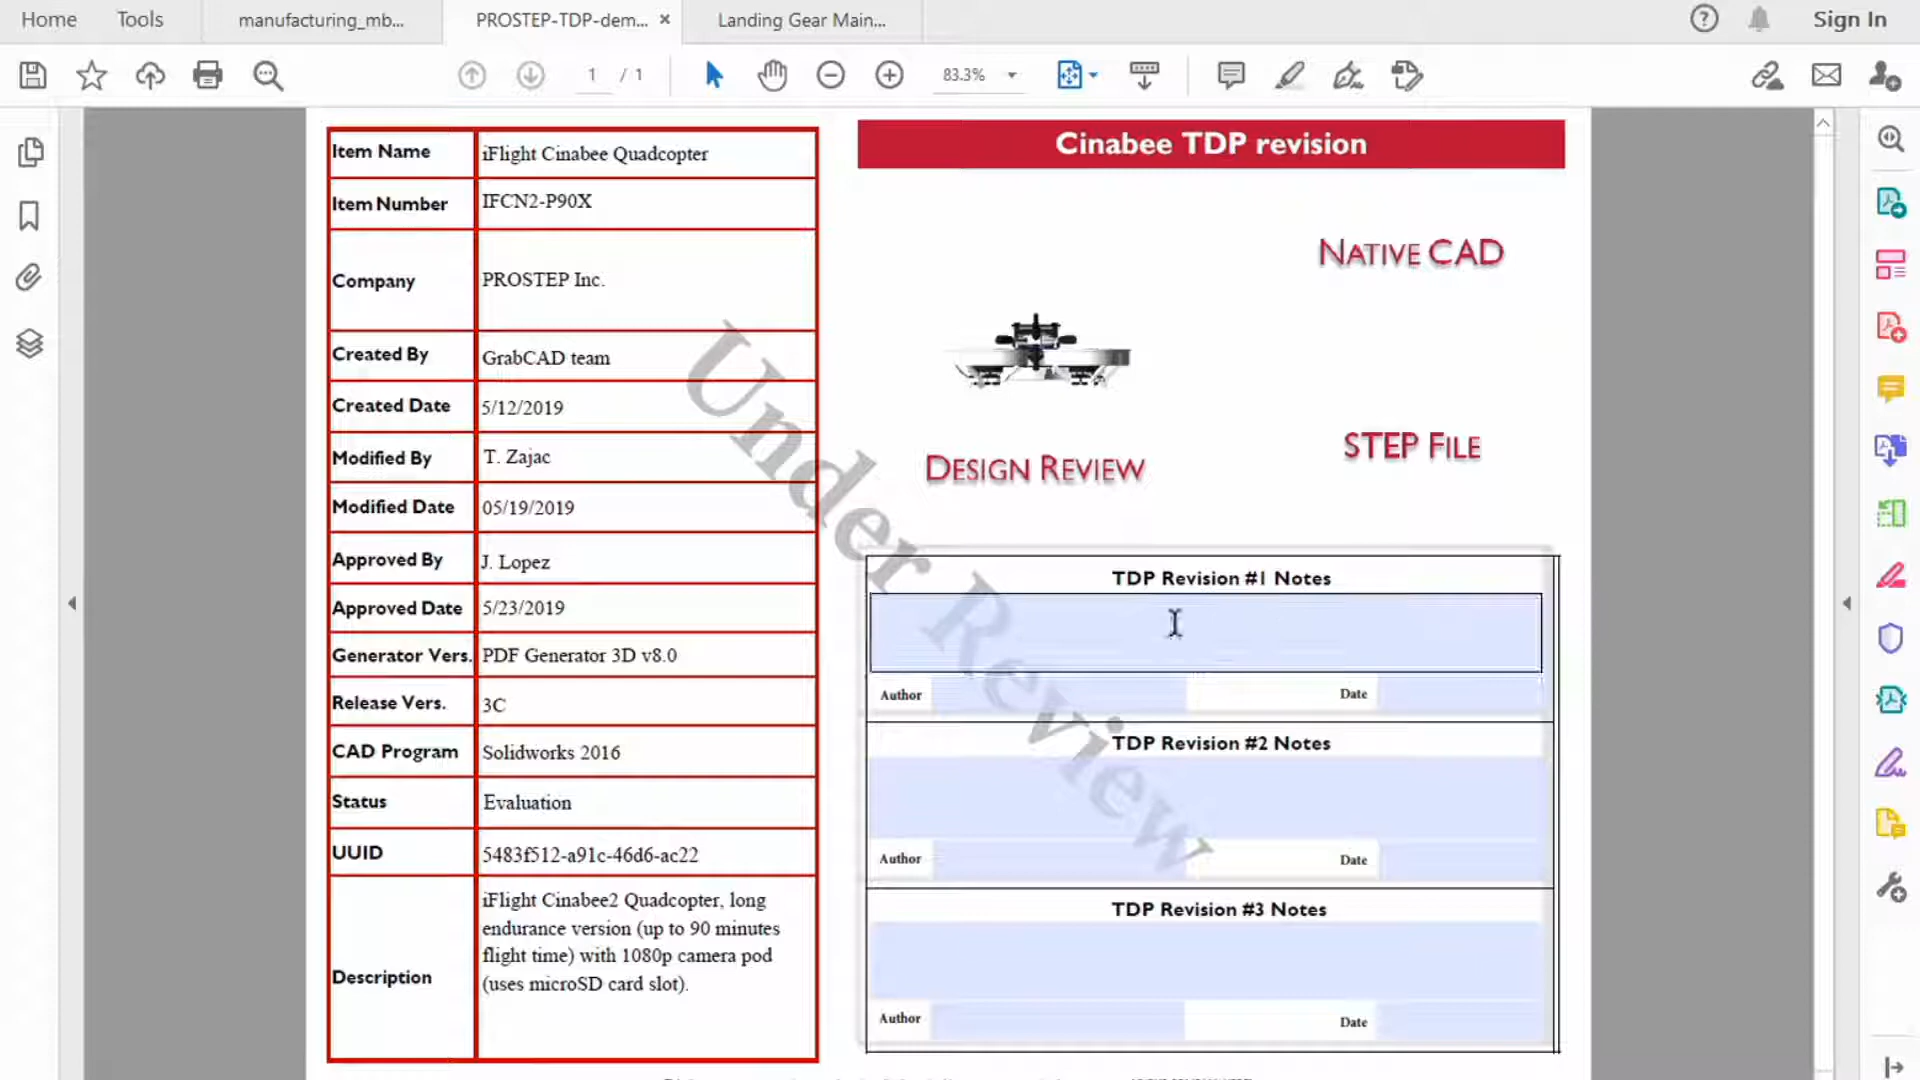 Home
Tools
manufacturing_mb...
PROSTEP-TDP-dem...
Landing Gear Main...
Sign In
1 / 1
83.3%
Item Name iFlight Cinabee Quadcopter
Item Number IFCN2-P90X
Company PROSTEP Inc.
Created By GrabCAD team
Created Date 5/12/2019
Modified By T. Zajac
Modified Date 05/19/2019
Approved By J. Lopez
Approved Date 5/23/2019
Generator Vers. PDF Generator 3D v8.0
Release Vers. 3C
CAD Program Solidworks 2016
Status Evaluation
UUID 5483f512-a91c-46d6-ac22
Description
iFlight Cinabee2 Quadcopter, long
endurance version (up to 90 minutes
flight time) with 1080p camera pod
(uses microSD card slot).
Under Review
Cinabee TDP revision
NATIVE CAD
DESIGN REVIEW
STEP FILE
TDP Revision #1 Notes
Author Date
TDP Revision #2 Notes
Author Date
TDP Revision #3 Notes
Author Date